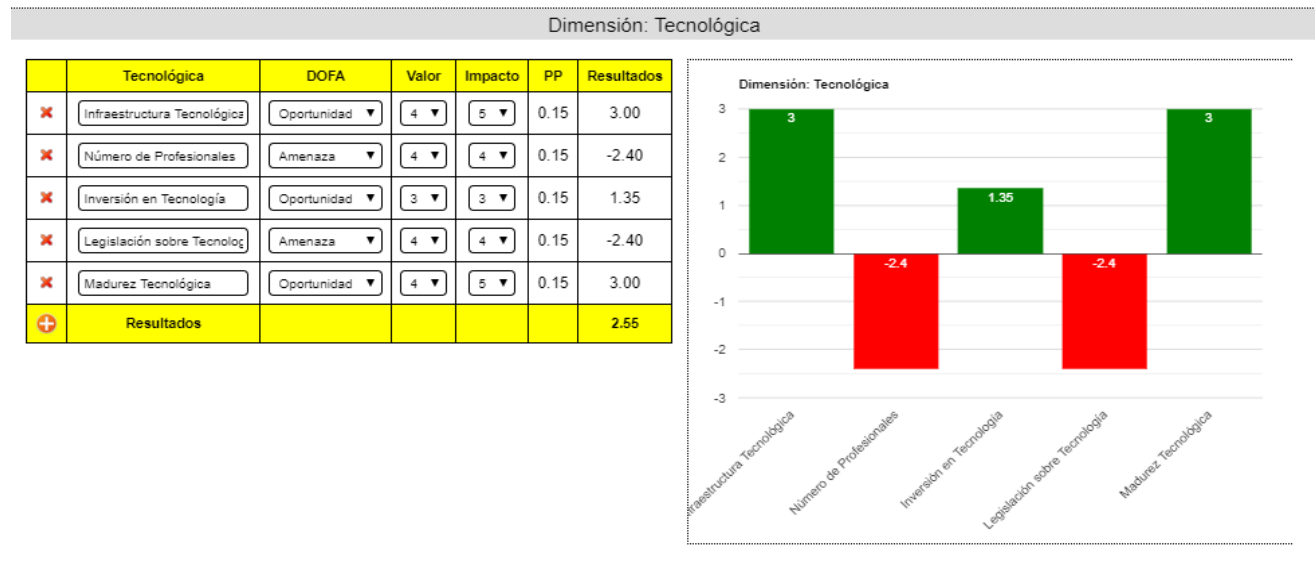 Dimensión: Tecnológica
Tecnológica DOFA Valor Impacto PP Resultados
Infraestructura Tecnológica Oportunidad 4 5 0.15 3.00
Número de Profesionales Amenaza 4 4 0.15 -2.40
Inversión en Tecnología Oportunidad 3 3 0.15 1.35
Legislación sobre Tecnolog Amenaza 4 4 0.15 -2.40
Madurez Tecnológica Oportunidad 4 5 0.15 3.00
Resultados 2.55
Dimensión: Tecnológica
3
2
1
0
-1
-2
-3
3
-2.4
1.35
-2.4
3
nfraestructura Tecnológica
Número de Profesionales
Inversión en Tecnología
Legislación sobre Tecnología
Madurez Tecnológica